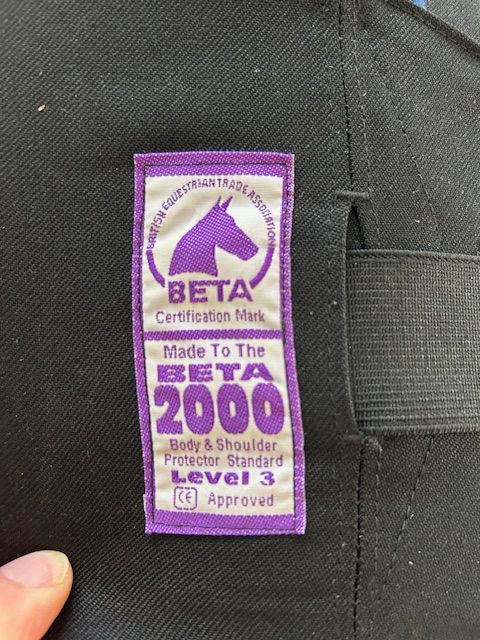 BRITISH EQUESTRIAN TRADE ASSOCIATION
BETA
Certification Mark
Made To The
BETA
2000
Body & Shoulder
Protector Standard
Level 3
CE Approved